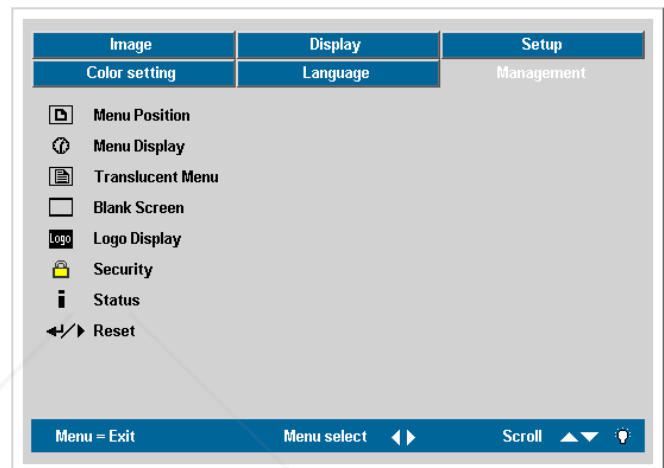 Image Display Setup
Color setting Language Management
Menu Position
Menu Display
Translucent Menu
Blank Screen
Logo Logo Display
Security
i Status
Reset
Menu = Exit Menu select Scroll